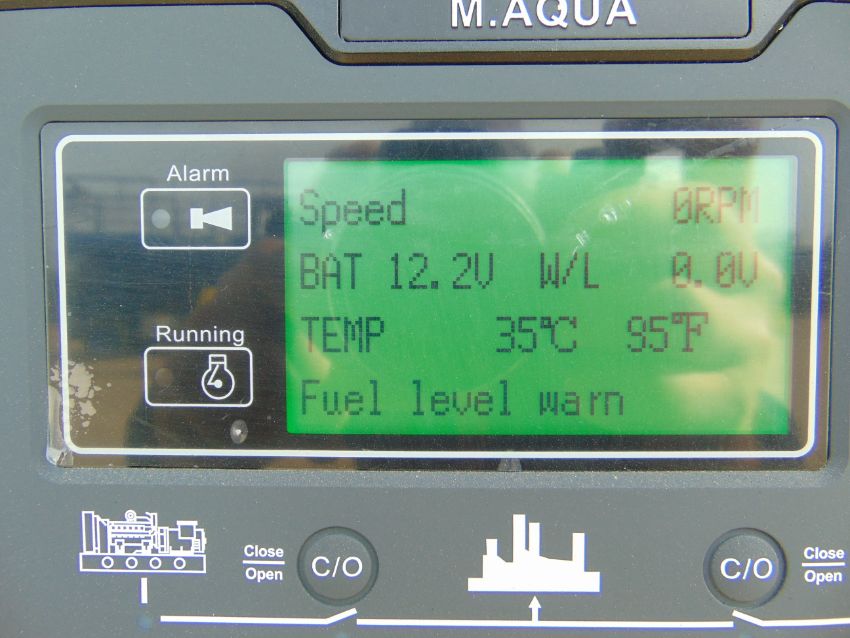 M.AQUA
Alarm
Speed 0RPM
BAT 12.2V W/L 0.0V
Running
TEMP 35℃ 95℉
Fuel level warn
Close
Open
C/O
C/O
Close
Open